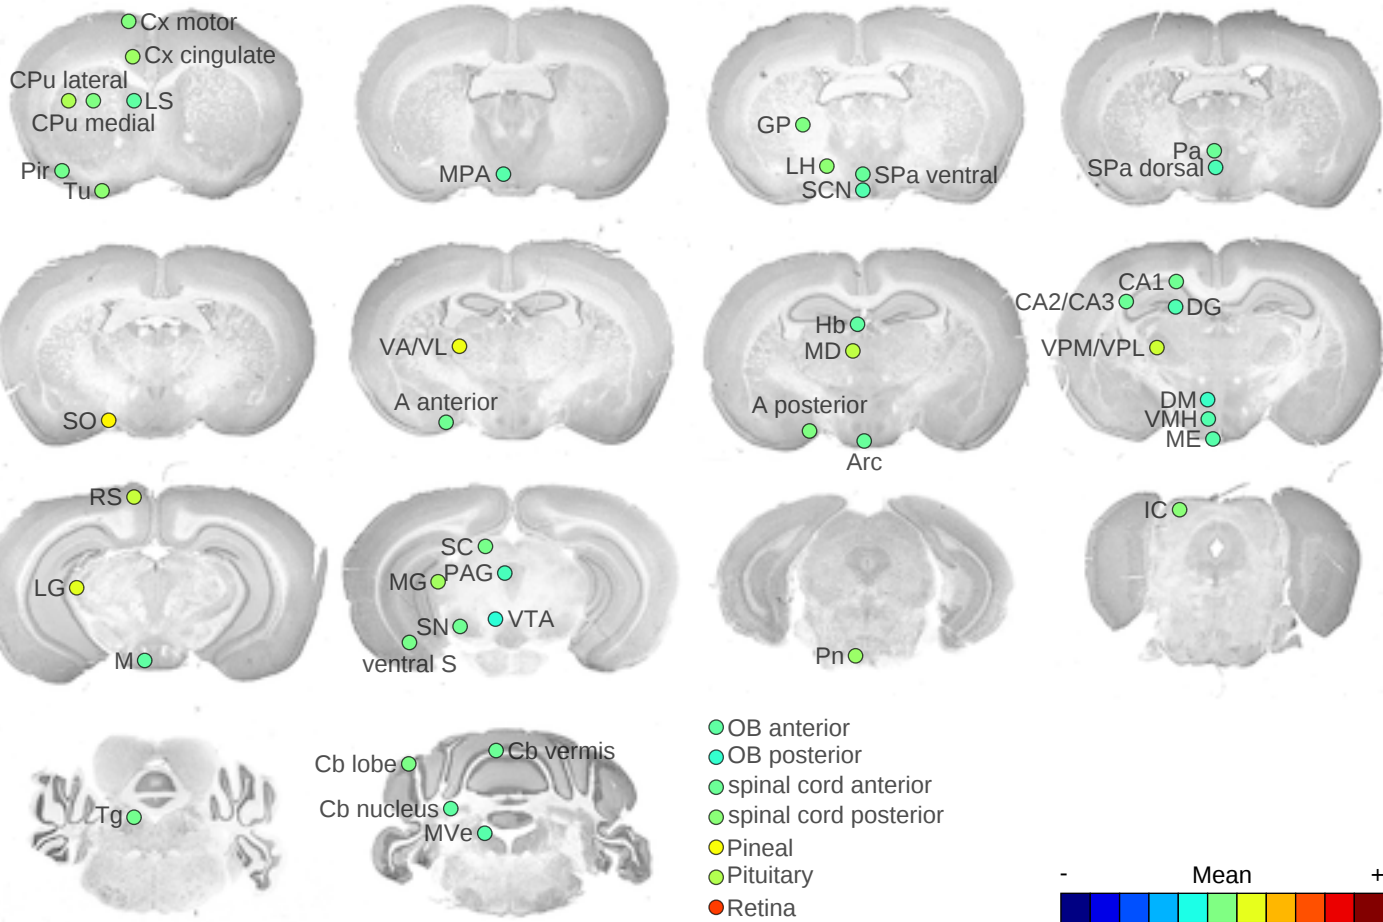 Cx motor
Cx cingulate
CPu lateral
LS
CPu medial
Pir
Tu
MPA
GP
LH
SPa ventral
SCN
Pa
SPa dorsal
SO
VA/VL
A anterior
Hb
MD
A posterior
Arc
CA1
CA2/CA3
DG
VPM/VPL
DM
VMH
ME
RS
LG
M
SC
MG
PAG
SN
VTA
ventral S
Pn
IC
Tg
Cb lobe
Cb vermis
Cb nucleus
MVe
OB anterior
OB posterior
spinal cord anterior
spinal cord posterior
Pineal
Pituitary
Retina
- Mean +